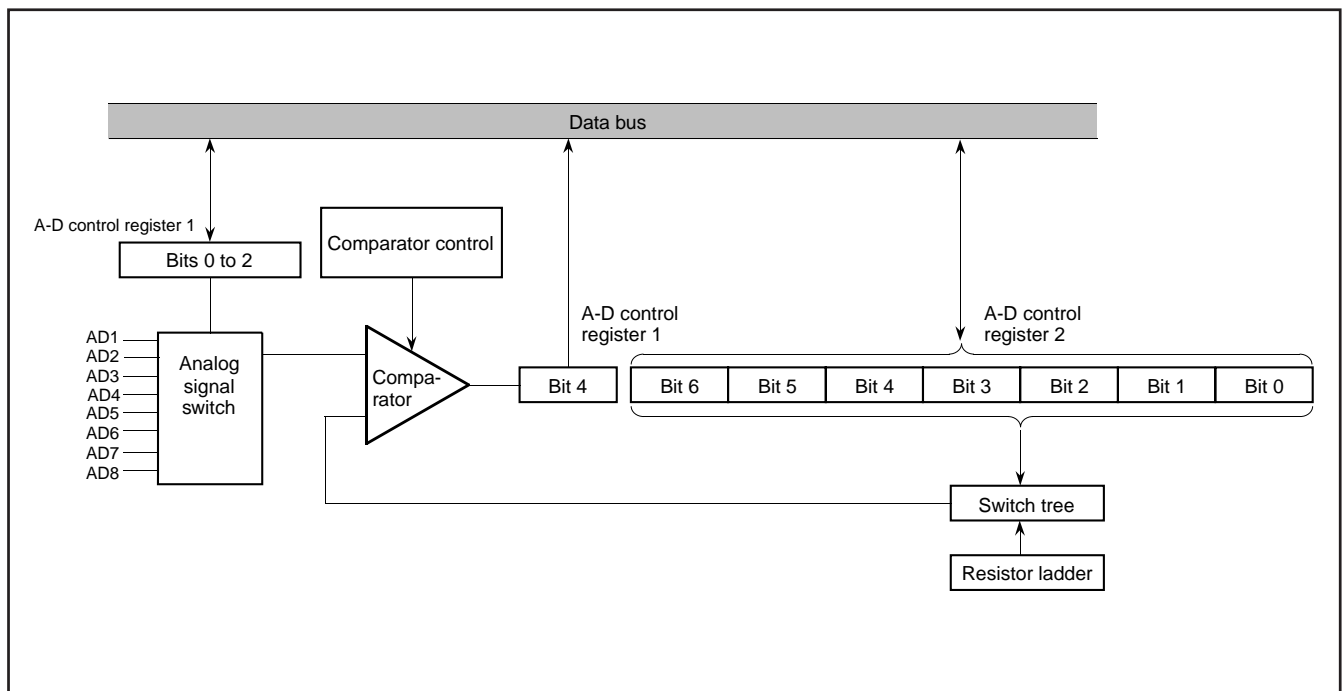 Data bus
A-D control register 1
Bits 0 to 2
Comparator control
AD1
AD2
AD3
AD4
AD5
AD6
AD7
AD8
Analog
signal
switch
Compa-
rator
A-D control
register 1
Bit 4
A-D control
register 2
Bit 6
Bit 5
Bit 4
Bit 3
Bit 2
Bit 1
Bit 0
Switch tree
Resistor ladder